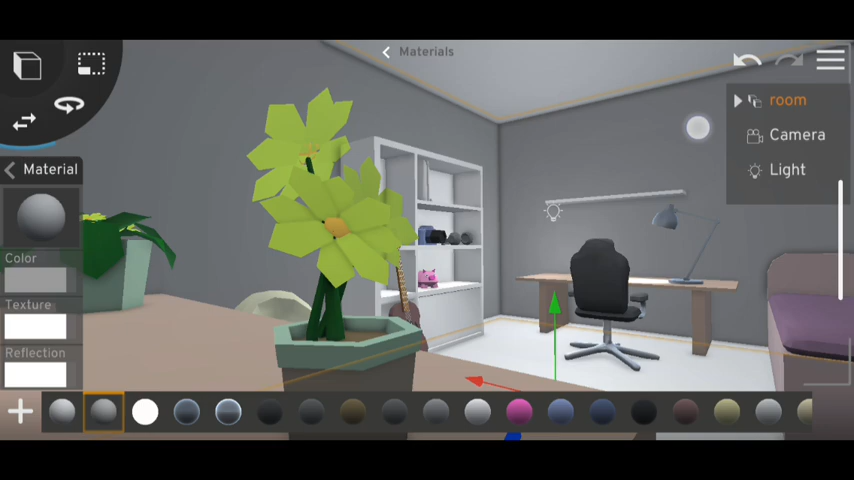 Materials
room
Camera
Light
Material
Color
Texture
Reflection